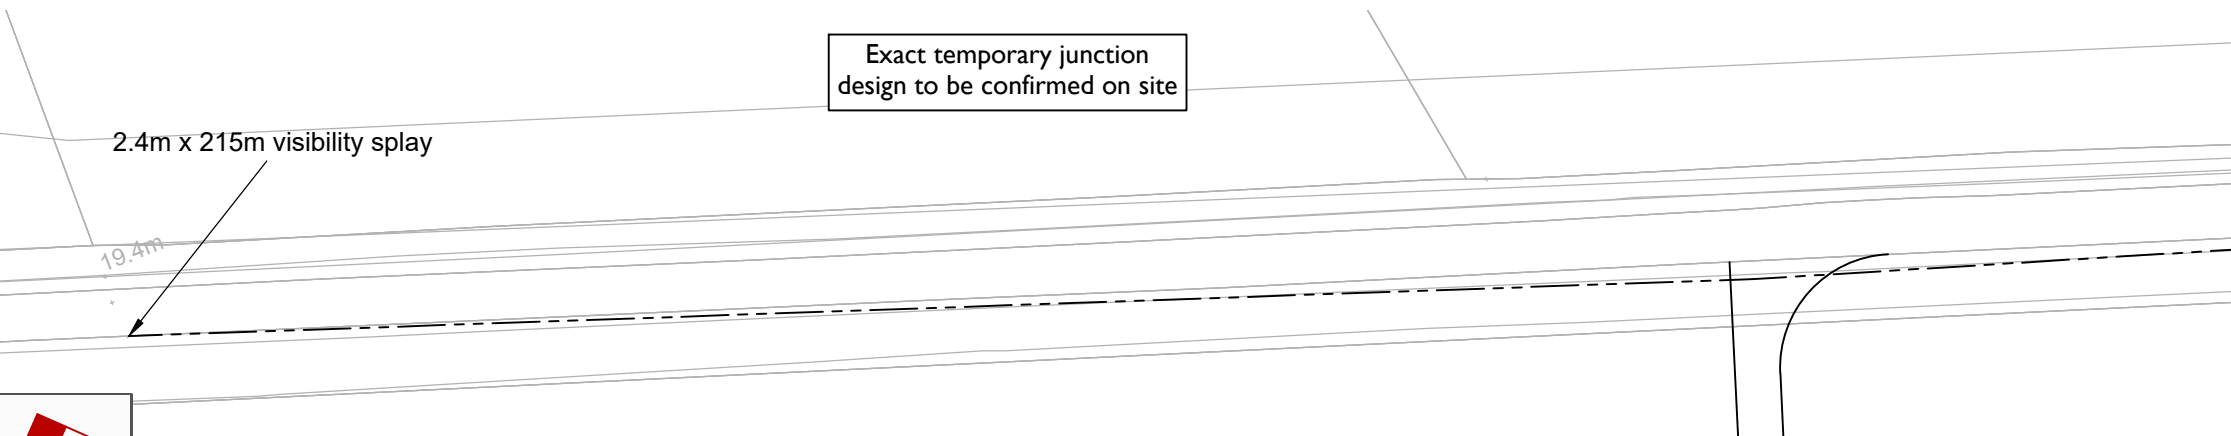 Exact temporary junction
design to be confirmed on site
2.4m x 215m visibility splay
19.4m